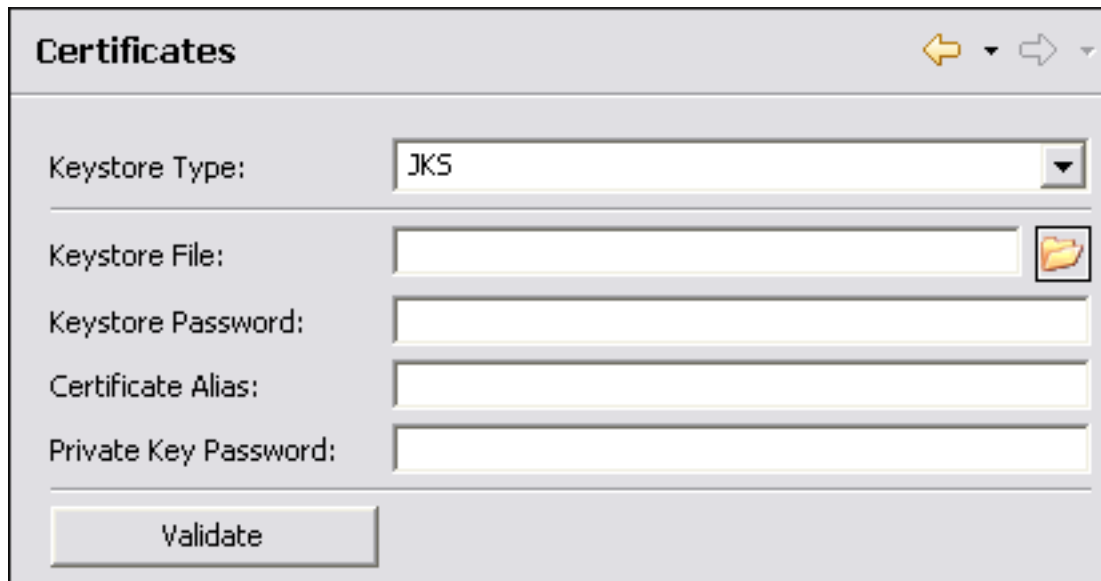 Certificates
Keystore Type: JKS
Keystore File:
Keystore Password:
Certificate Alias:
Private Key Password:
Validate